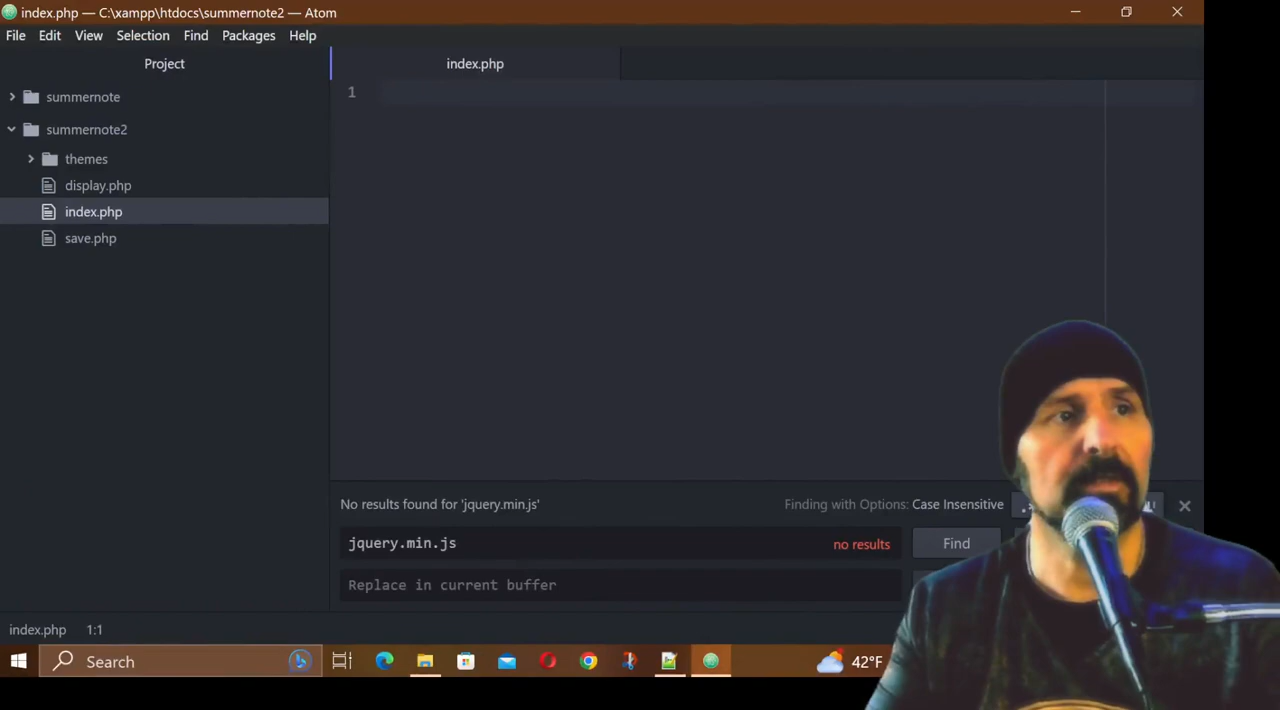 index.php — C:\xampp\htdocs\summernote2 — Atom
File Edit View Selection Find Packages Help
Project
index.php
summernote
summernote2
themes
display.php
index.php
save.php
1
No results found for 'jquery.min.js'
Finding with Options: Case Insensitive
jquery.min.js
no results
Find
Replace in current buffer
index.php 1:1
Search
42°F